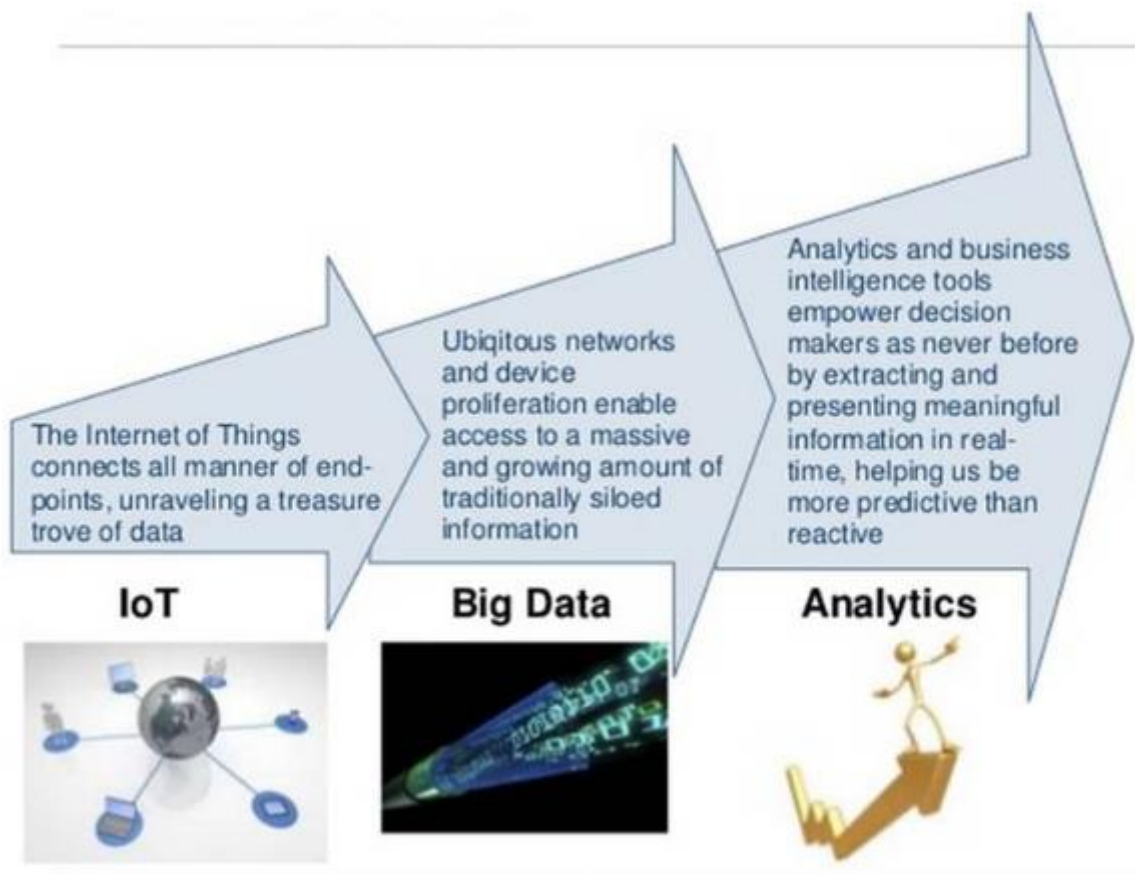 The Internet of Things
connects all manner of end-
points, unraveling a treasure
trove of data
IoT
Ubiqitous networks
and device
proliferation enable
access to a massive
and growing amount of
traditionally siloed
information
Big Data
Analytics and business
intelligence tools
empower decision
makers as never before
by extracting and
presenting meaningful
information in real-
time, helping us be
more predictive than
reactive
Analytics